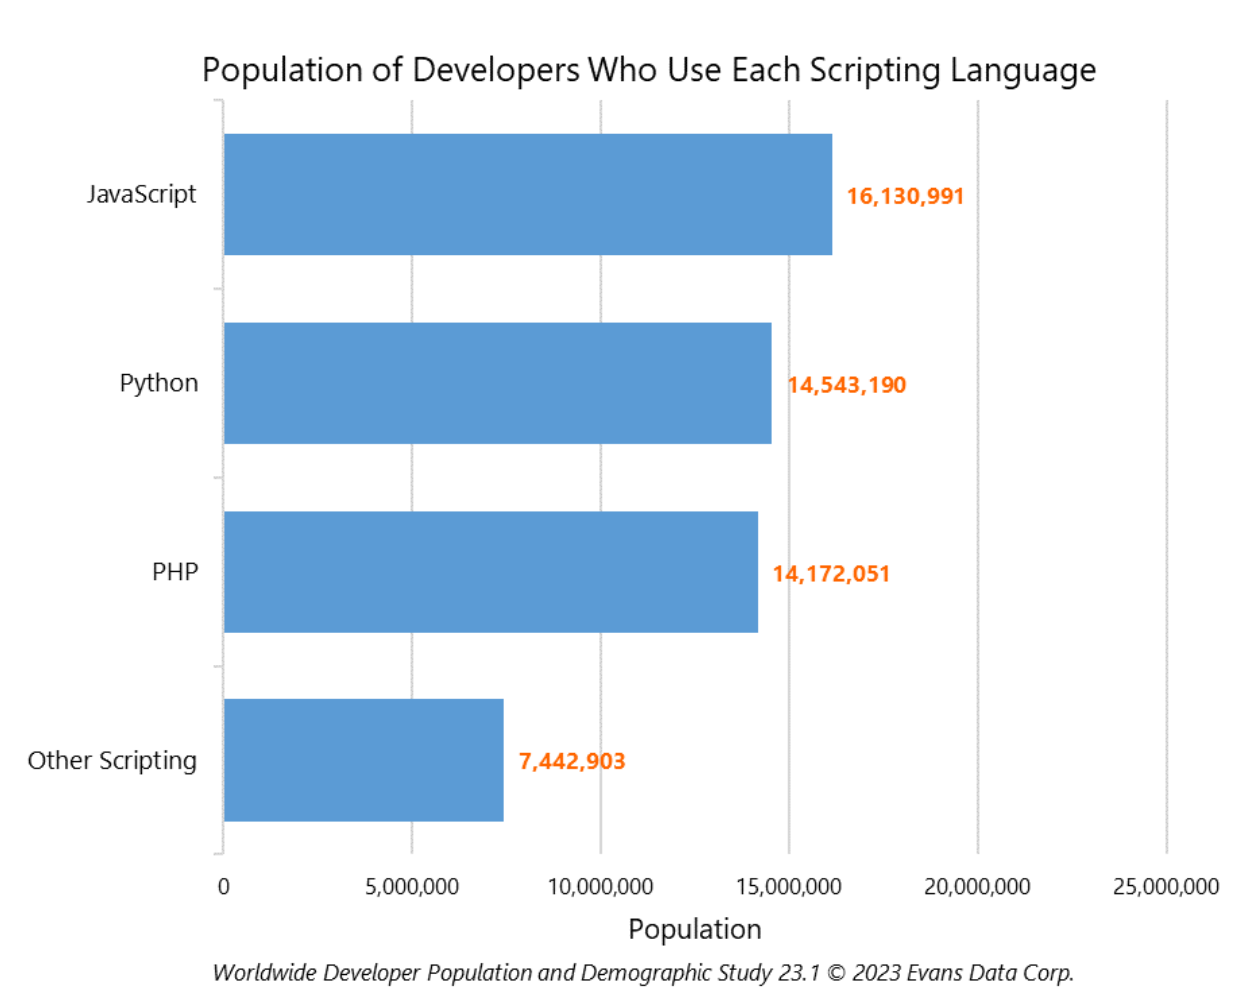 Population of Developers Who Use Each Scripting Language
JavaScript 16,130,991
Python 14,543,190
PHP 14,172,051
Other Scripting 7,442,903
0 5,000,000 10,000,000 15,000,000 20,000,000 25,000,000
Population
Worldwide Developer Population and Demographic Study 23.1 © 2023 Evans Data Corp.